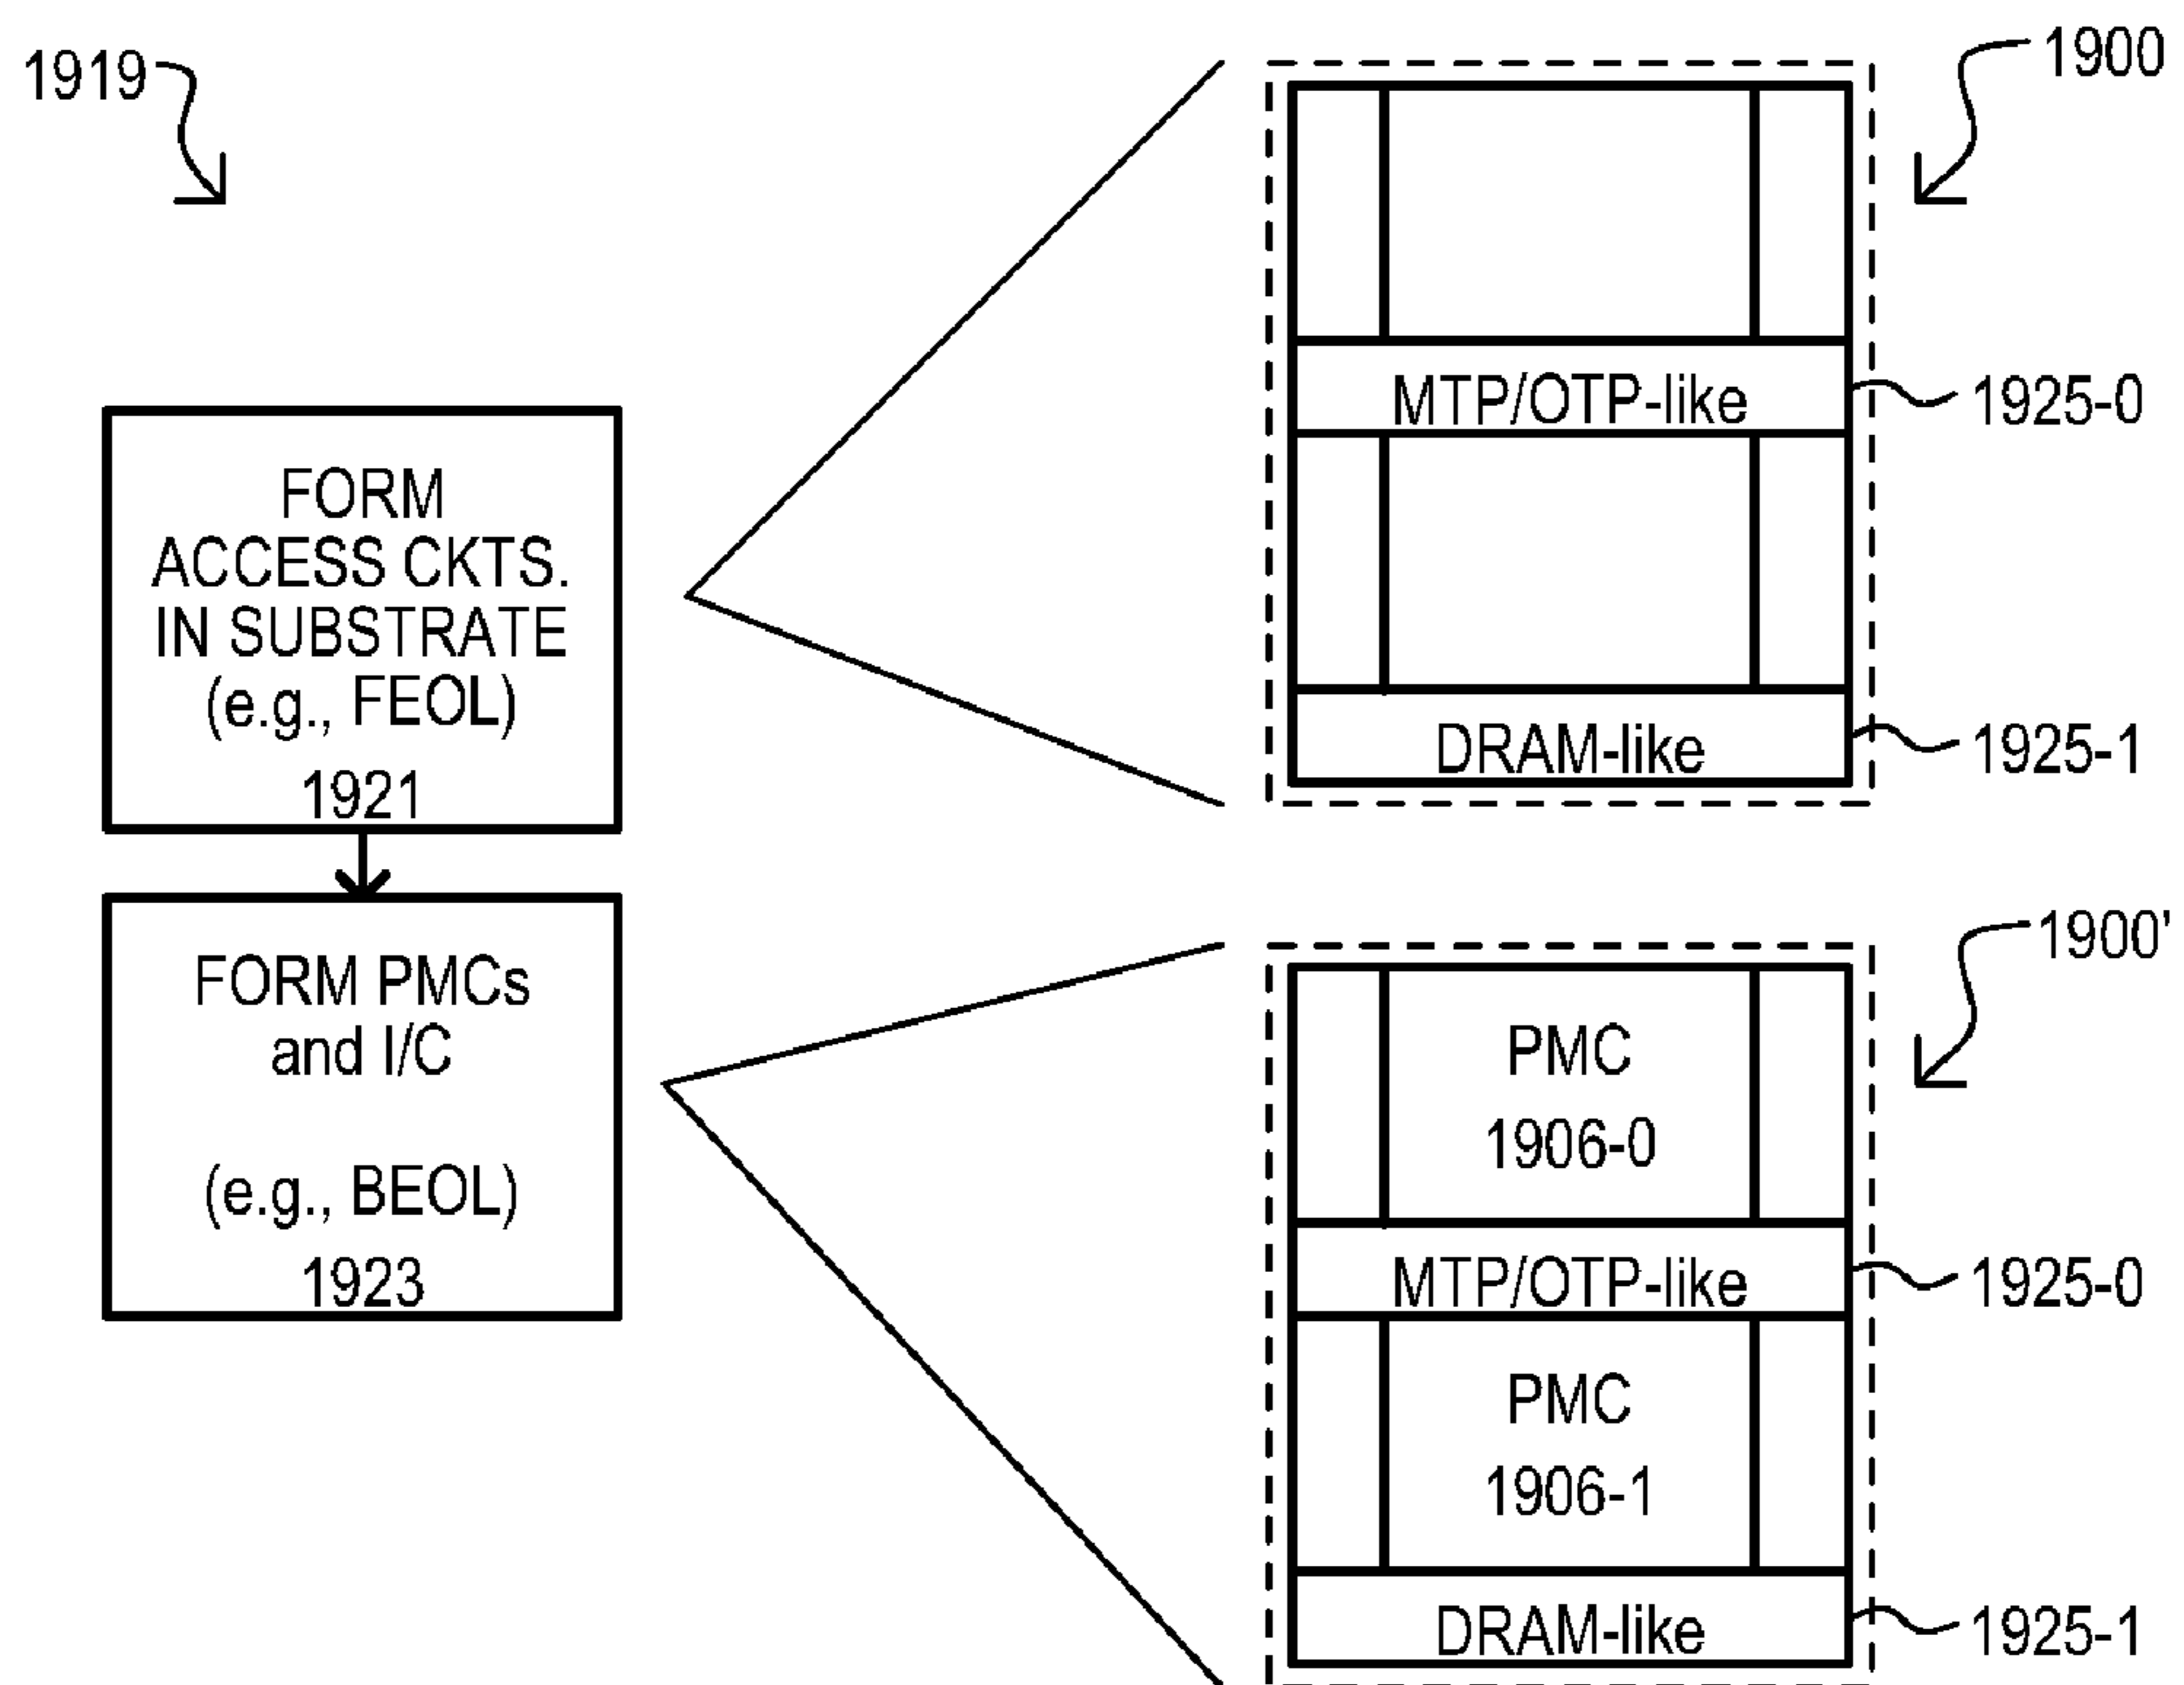 1919
FORM
ACCESS CKTS.
IN SUBSTRATE
(e.g., FEOL)
1921
FORM PMCs
and I/C
(e.g., BEOL)
1923
1900
MTP/OTP-like
1925-0
DRAM-like
1925-1
1900'
PMC
1906-0
MTP/OTP-like
1925-0
PMC
1906-1
DRAM-like
1925-1